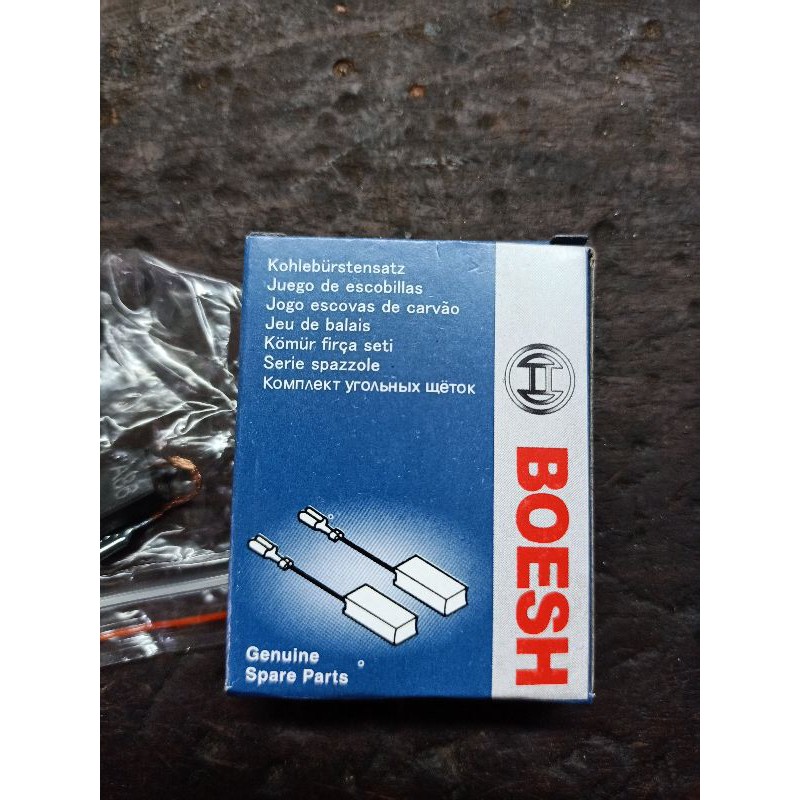 Kohlebürstensatz
Juego de escobillas
Jogo escovas de carvão
Jeu de balais
Kömür fırça seti
Serie spazzole
Комплект угольных щёток
BOESH
Genuine
Spare Parts